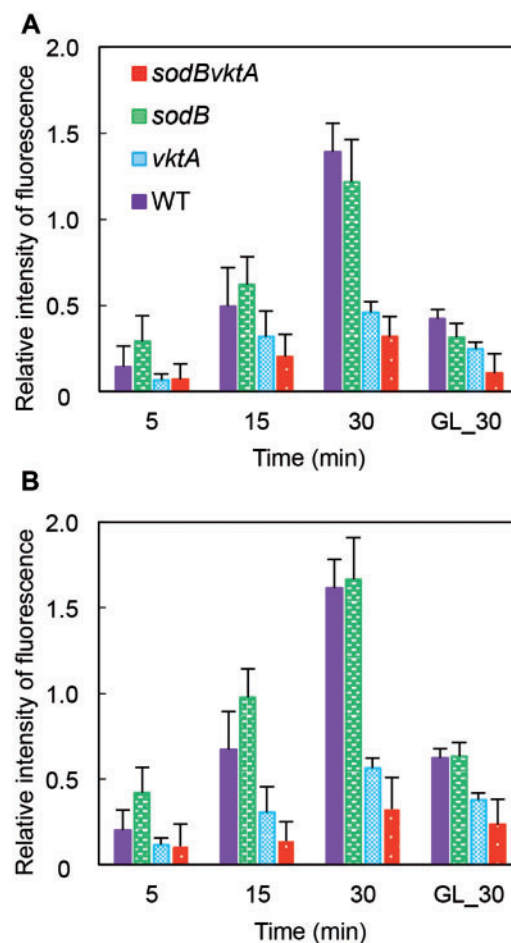 A
Relative intensity of fluorescence
2.0
1.5
1.0
0.5
0
sodBvktA
sodB
vktA
WT
5 15 30 GL_30
Time (min)
B
Relative intensity of fluorescence
2.0
1.5
1.0
0.5
0
5 15 30 GL_30
Time (min)